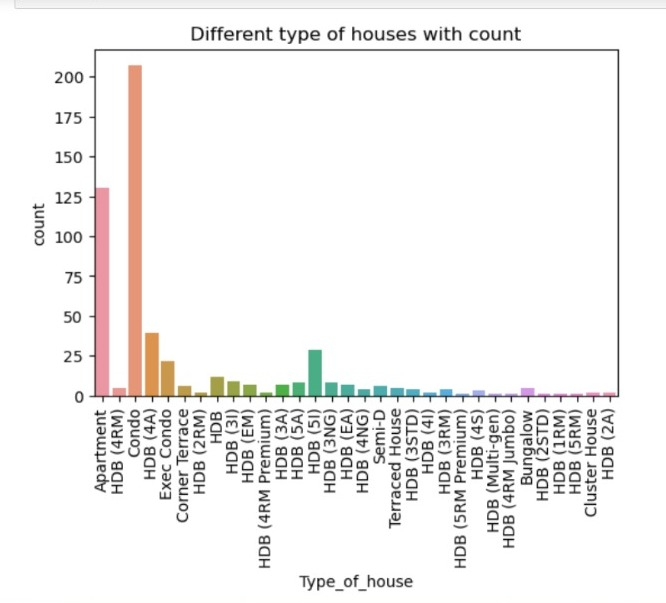 Different type of houses with count
200
175
150
125
100
75
50
25
0
count
Apartment
HDB (4RM)
Condo
HDB (4A)
Exec Condo
Corner Terrace
HDB (2RM)
HDB
HDB (3I)
HDB (EM)
HDB (4RM Premium)
HDB (3A)
HDB (5A)
HDB (5I)
HDB (3NG)
HDB (EA)
HDB (4NG)
Semi-D
Terraced House
HDB (3STD)
HDB (4I)
HDB (3RM)
HDB (5RM Premium)
HDB (4S)
HDB (Multi-gen)
HDB (4RM Jumbo)
Bungalow
HDB (2STD)
HDB (1RM)
HDB (5RM)
Cluster House
HDB (2A)
Type_of_house